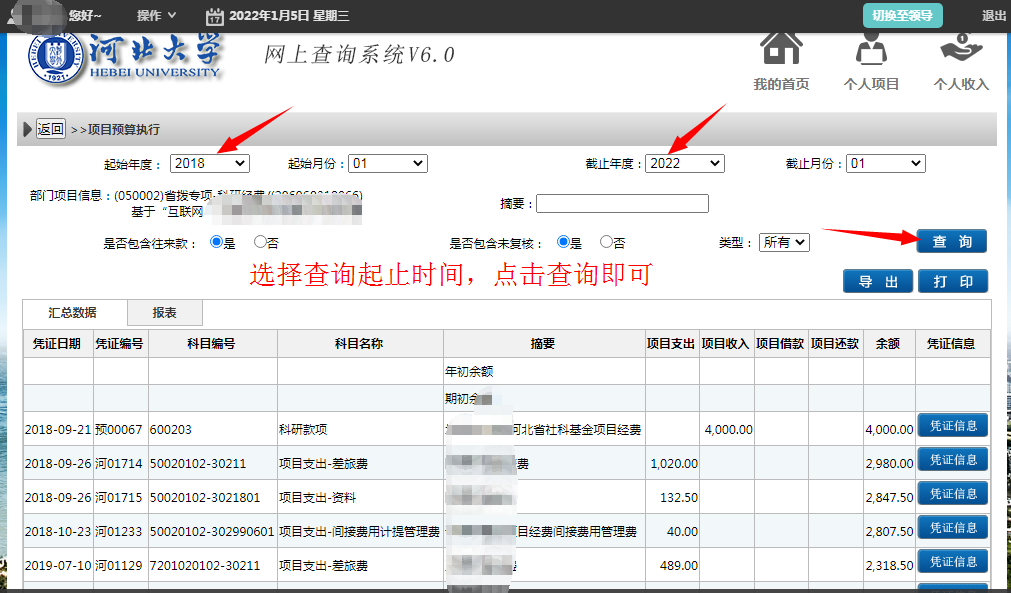 您好~ 操作 17 2022年1月5日 星期三 切换至领导 退出
HEBEI UNIVERSITY 1921 河北大学 HEBEI UNIVERSITY 网上查询系统V6.0 我的首页 个人项目 个人收入
返回 >>项目预算执行
起始年度： 2018 起始月份： 01 截止年度： 2022 截止月份： 01
部门项目信息：(050002)省拨专项-科研经费
基于“互联网
摘要：
是否包含往来款： 是 否 是否包含未复核： 是 否 类型： 所有 查 询
选择查询起止时间，点击查询即可
导 出 打 印
汇总数据 报表
凭证日期 凭证编号 科目编号 科目名称 摘要 项目支出 项目收入 项目借款 项目还款 余额 凭证信息
年初余额
期初余
2018-09-21 预00067 600203 科研款项 河北省社科基金项目经费 4,000.00 4,000.00 凭证信息
2018-09-26 河01714 50020102-30211 项目支出-差旅费 费 1,020.00 2,980.00 凭证信息
2018-09-26 河01715 50020102-3021801 项目支出-资料 132.50 2,847.50 凭证信息
2018-10-23 河01233 50020102-302990601 项目支出-间接费用计提管理费 项目经费间接费用管理费 40.00 2,807.50 凭证信息
2019-07-10 河01129 7201020102-30211 项目支出-差旅费 489.00 2,318.50 凭证信息